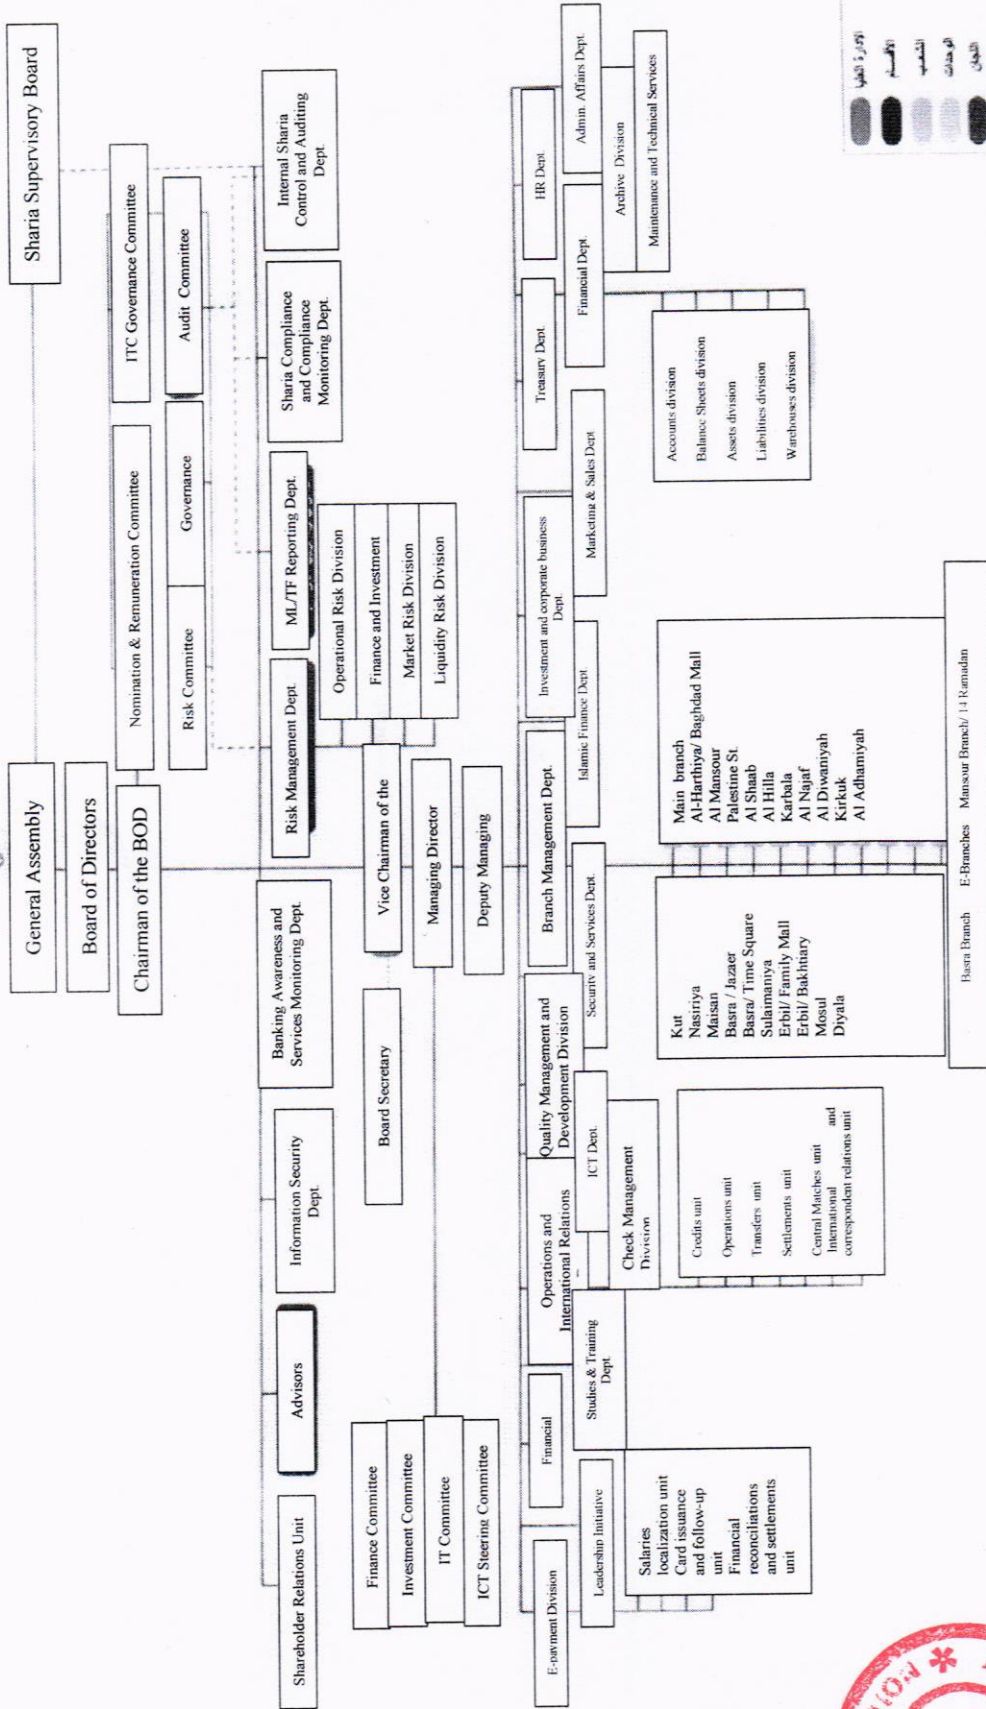 General Assembly
Sharia Supervisory Board
Board of Directors
Chairman of the BOD
Nomination & Remuneration Committee
ITC Governance Committee
Risk Committee
Governance
Audit Committee
Shareholder Relations Unit
Advisors
Information Security
Dept.
Banking Awareness and
Services Monitoring Dept.
Risk Management Dept.
ML/TF Reporting Dept.
Sharia Compliance
and Compliance
Monitoring Dept.
Internal Sharia
Control and Auditing
Dept.
Operational Risk Division
Finance and Investment
Market Risk Division
Liquidity Risk Division
Board Secretary
Vice Chairman of the
Managing Director
Deputy Managing
Finance Committee
Investment Committee
IT Committee
ICT Steering Committee
E-payment Division
Financial
Operations and
International Relations
Quality Management and
Development Division
Branch Management Dept.
Investment and corporate business
Dept.
Treasury Dept.
HR Dept.
Leadership Initiative
Studies & Training
Dept.
ICT Dept.
Security and Services Dept.
Islamic Finance Dept
Marketing & Sales Dept
Financial Dept.
Admin. Affairs Dept.
Check Management
Division
Archive Division
Maintenance and Technical Services
Salaries
localization unit
Card issuance
and follow-up
unit
Financial
reconciliations
and settlements
unit
Credits unit
Operations unit
Transfers unit
Settlements unit
Central Matches unit
International and
correspondent relations unit
Kut
Nasiriya
Maisan
Basra / Jazaer
Basra/ Time Square
Sulaimaniya
Erbil/ Family Mall
Erbil/ Bakhtiary
Mosul
Diyala
Main branch
Al-Harthiya/ Baghdad Mall
Al Mansour
Palestine St.
Al Shaab
Al Hilla
Karbala
Al Najaf
Al Diwaniyah
Kirkuk
Al Adhamiyah
Accounts division
Balance Sheets division
Assets division
Liabilities division
Warehouses division
Basra Branch E-Branches Mansour Branch/ 14 Ramadan
الإدارة العليا
الأقسام
الشعب
الوحدات
اللجان